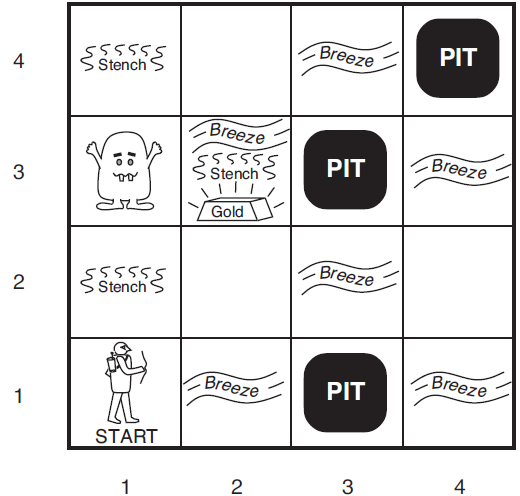 4
Stench
Breeze
PIT
3
Breeze
Stench
Gold
PIT
Breeze
2
Stench
Breeze
1
START
Breeze
PIT
Breeze
1 2 3 4